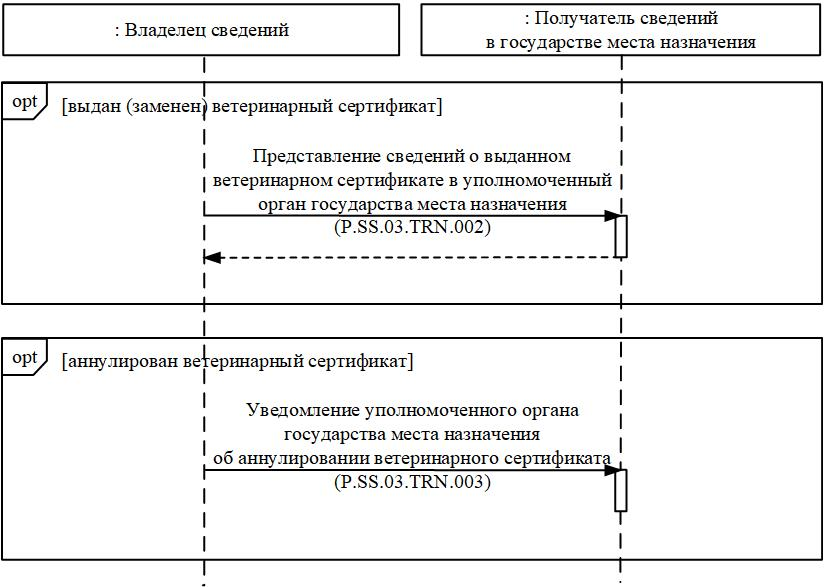 : Владелец сведений
: Получатель сведений
в государстве места назначения
opt
[выдан (заменен) ветеринарный сертификат]
Представление сведений о выданном
ветеринарном сертификате в уполномоченный
орган государства места назначения
(P.SS.03.TRN.002)
opt
[аннулирован ветеринарный сертификат]
Уведомление уполномоченного органа
государства места назначения
об аннулировании ветеринарного сертификата
(P.SS.03.TRN.003)